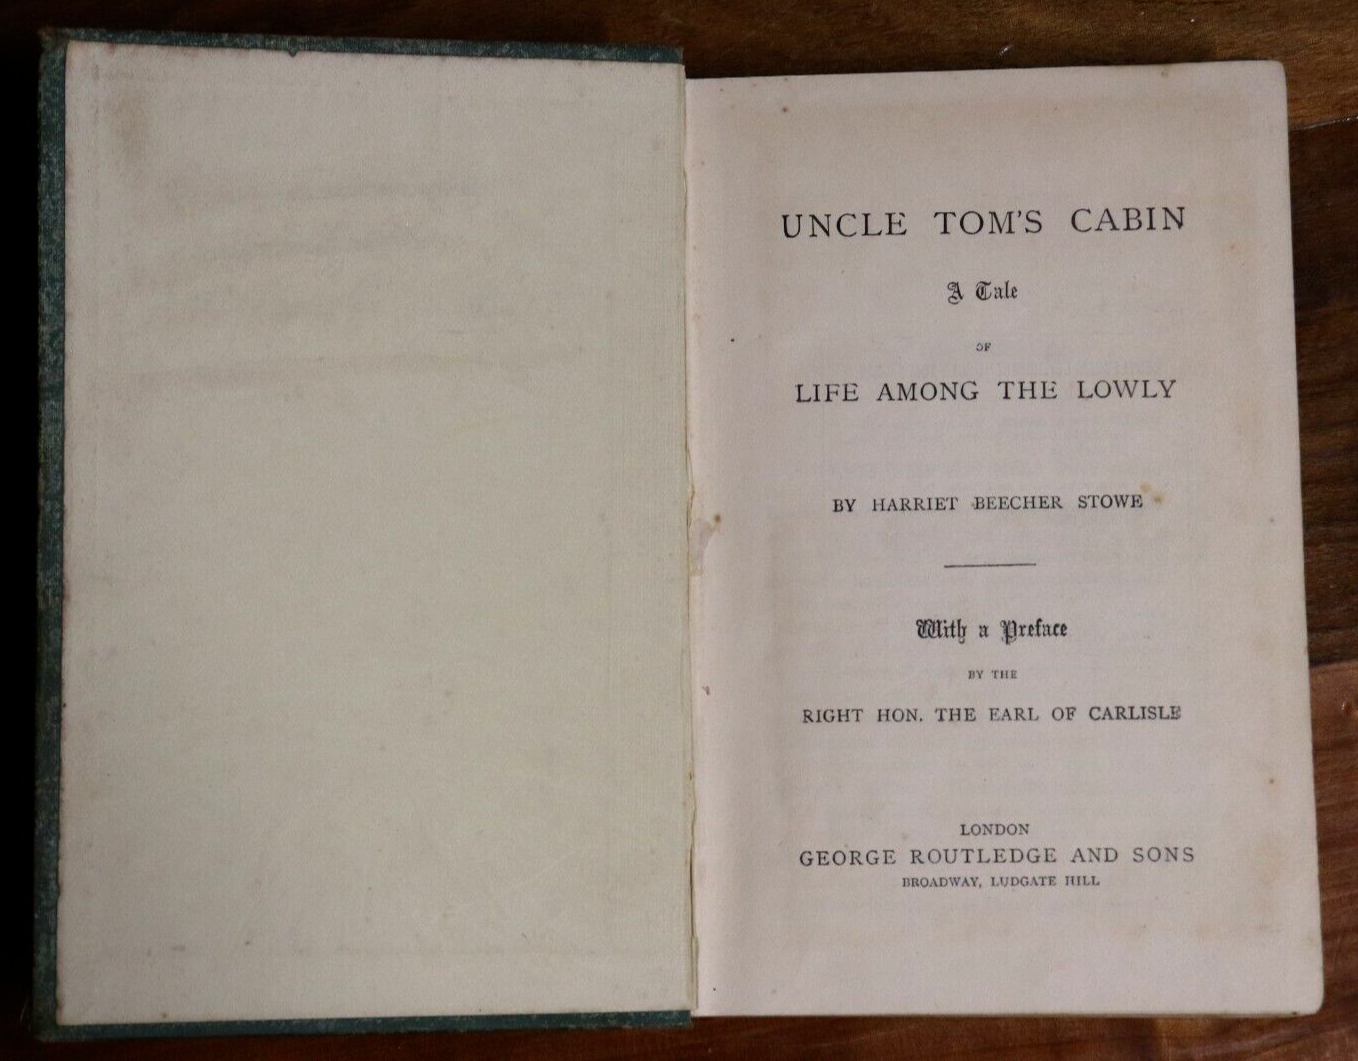 UNCLE TOM'S CABIN
A Tale
OF
LIFE AMONG THE LOWLY
BY HARRIET BEECHER STOWE
With a Preface
BY THE
RIGHT HON. THE EARL OF CARLISLE
LONDON
GEORGE ROUTLEDGE AND SONS
BROADWAY, LUDGATE HILL